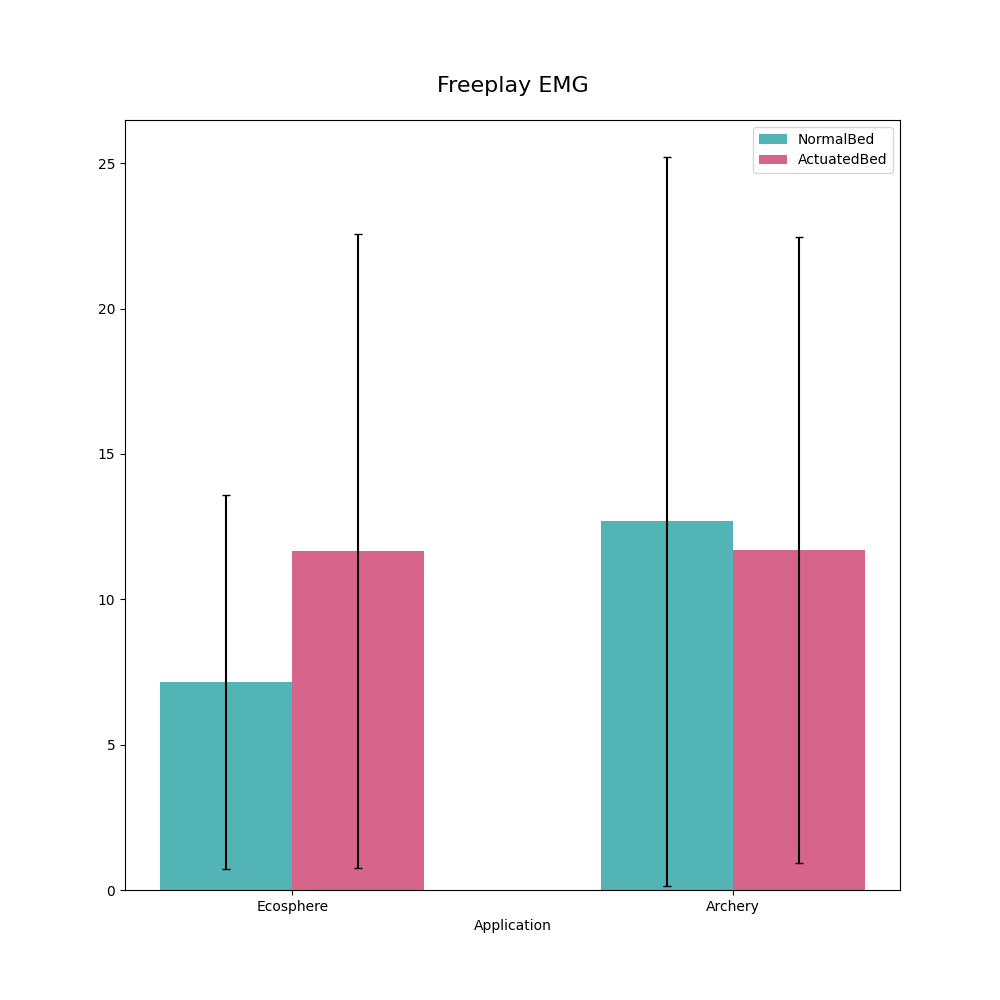 Freeplay EMG
NormalBed
ActuatedBed
25
20
15
10
5
0
Ecosphere
Archery
Application